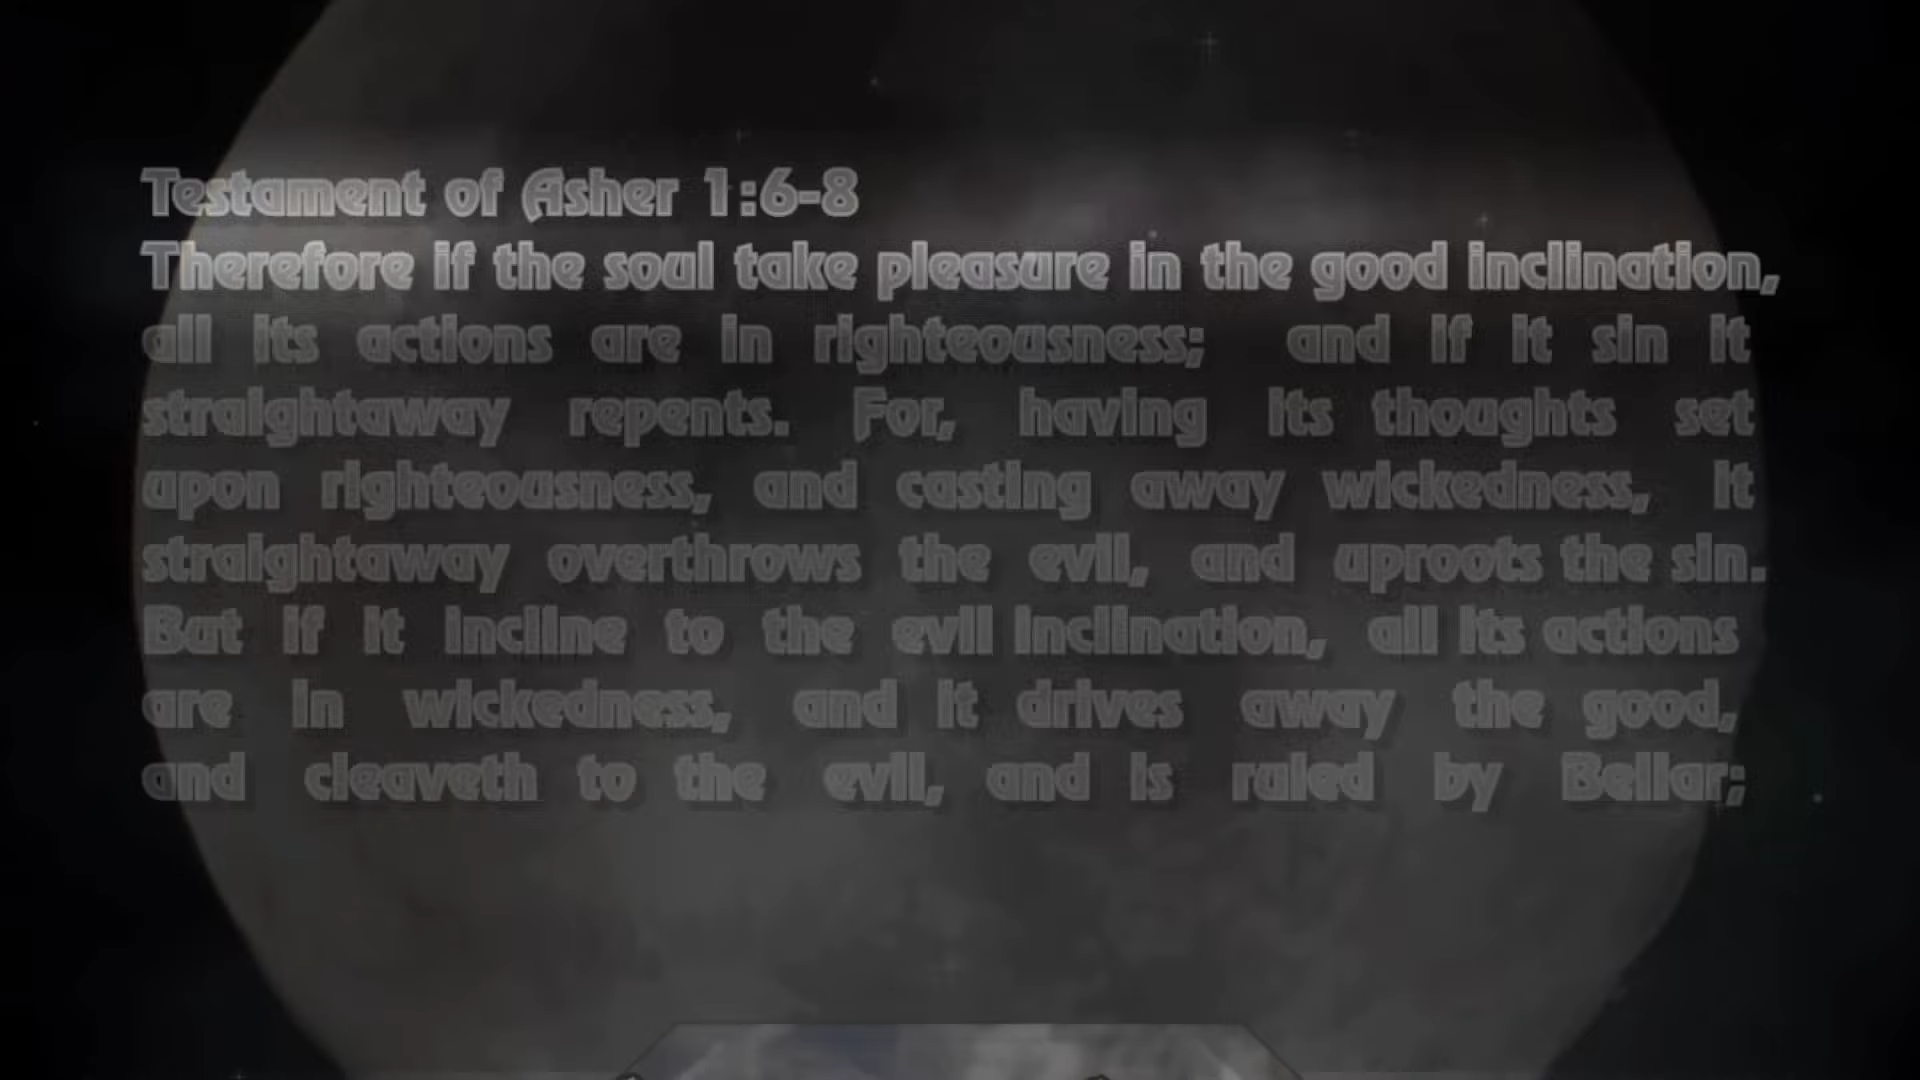 Testament of Asher 1:6-8
Therefore if the soul take pleasure in the good inclination,
all its actions are in righteousness; and if it sin it
straightaway repents. For, having its thoughts set
upon righteousness, and casting away wickedness, it
straightaway overthrows the evil, and uproots the sin.
But if it incline to the evil inclination, all its actions
are in wickedness, and it drives away the good,
and cleaveth to the evil, and is ruled by Beliar;